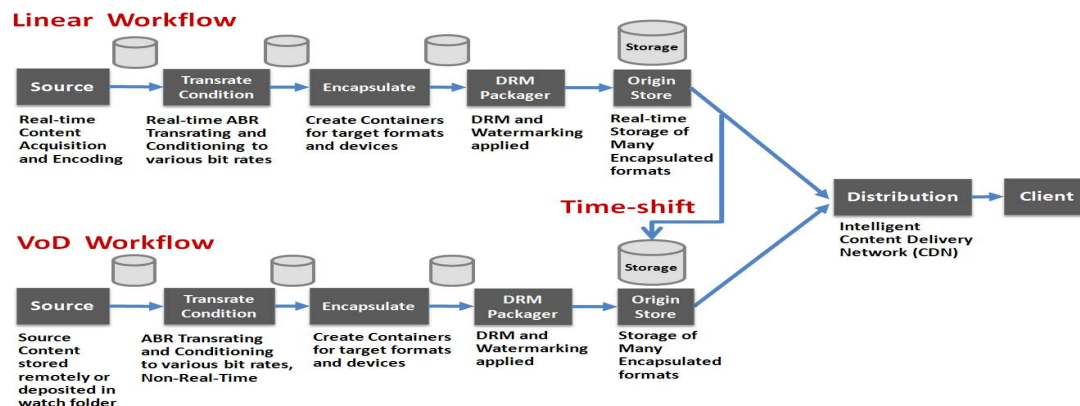 Linear Workflow
Storage
Source
Transrate
Condition
Encapsulate
DRM
Packager
Origin
Store
Real-time
Content
Acquisition
and Encoding
Real-time ABR
Transrating and
Conditioning to
various bit rates
Create Containers
for target formats
and devices
DRM and
Watermarking
applied
Real-time
Storage of
Many
Encapsulated
formats
Time-shift
Distribution
Client
Intelligent
Content Delivery
Network (CDN)
VoD Workflow
Storage
Source
Transrate
Condition
Encapsulate
DRM
Packager
Origin
Store
Source
Content
stored
remotely or
deposited in
watch folder
ABR Transrating
and Conditioning
to various bit rates,
Non-Real-Time
Create Containers
for target formats
and devices
DRM and
Watermarking
applied
Storage of
Many
Encapsulated
formats